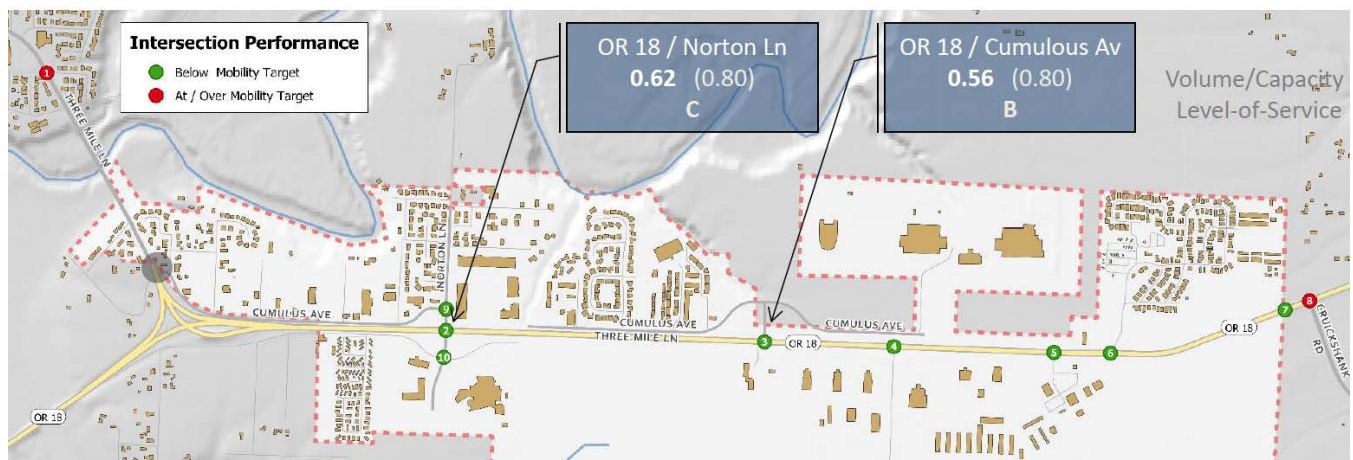 Intersection Performance
Below Mobility Target
At / Over Mobility Target
OR 18 / Norton Ln
0.62 (0.80)
C
OR 18 / Cumulous Av
0.56 (0.80)
B
Volume/Capacity
Level-of-Service
1
THREE MILE LN
NORTON LN
9
CUMULUS AVE
2
10
CUMULUS AVE
THREE MILE LN
3
OR 18
CUMULUS AVE
4
5
6
OR 18
7
8
CRUICKSHANK
RD
OR 18